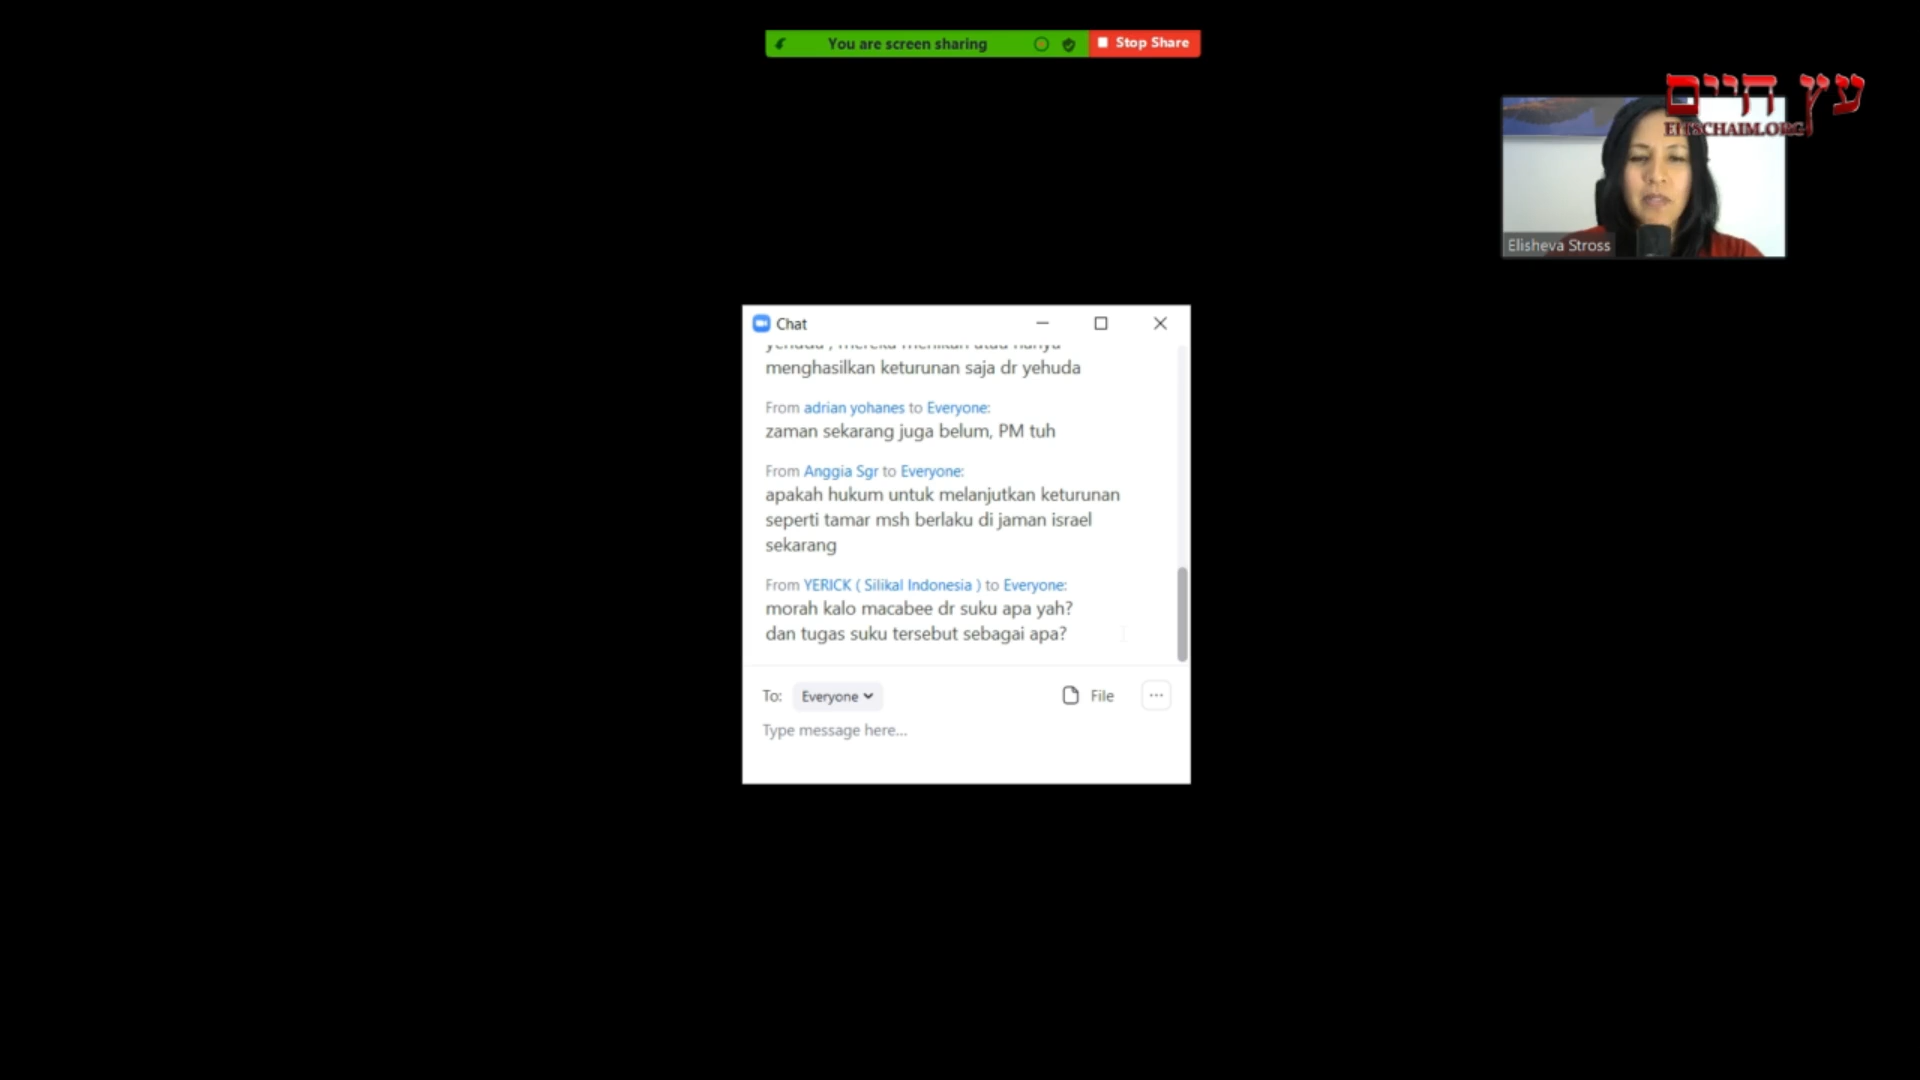 You are screen sharing
Stop Share
עץ חיים
Elisheva Stross
Chat
menghasilkan keturunan saja dr yehuda
From adrian yohanes to Everyone:
zaman sekarang juga belum, PM tuh
From Anggia Sgr to Everyone:
apakah hukum untuk melanjutkan keturunan
seperti tamar msh berlaku di jaman israel
sekarang
From YERICK ( Silikal Indonesia ) to Everyone:
morah kalo macabee dr suku apa yah?
dan tugas suku tersebut sebagai apa?
To: Everyone
File
Type message here...